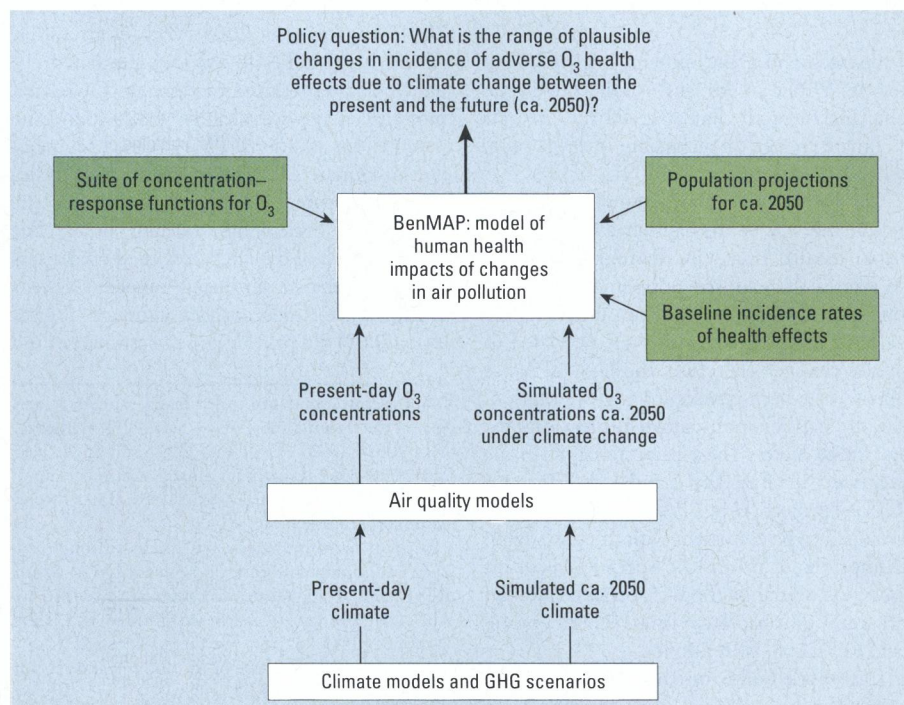 Policy question: What is the range of plausible
changes in incidence of adverse O₃ health
effects due to climate change between the
present and the future (ca. 2050)?
Suite of concentration–
response functions for O₃
Population projections
for ca. 2050
BenMAP: model of
human health
impacts of changes
in air pollution
Baseline incidence rates
of health effects
Present-day O₃
concentrations
Simulated O₃
concentrations ca. 2050
under climate change
Air quality models
Present-day
climate
Simulated ca. 2050
climate
Climate models and GHG scenarios